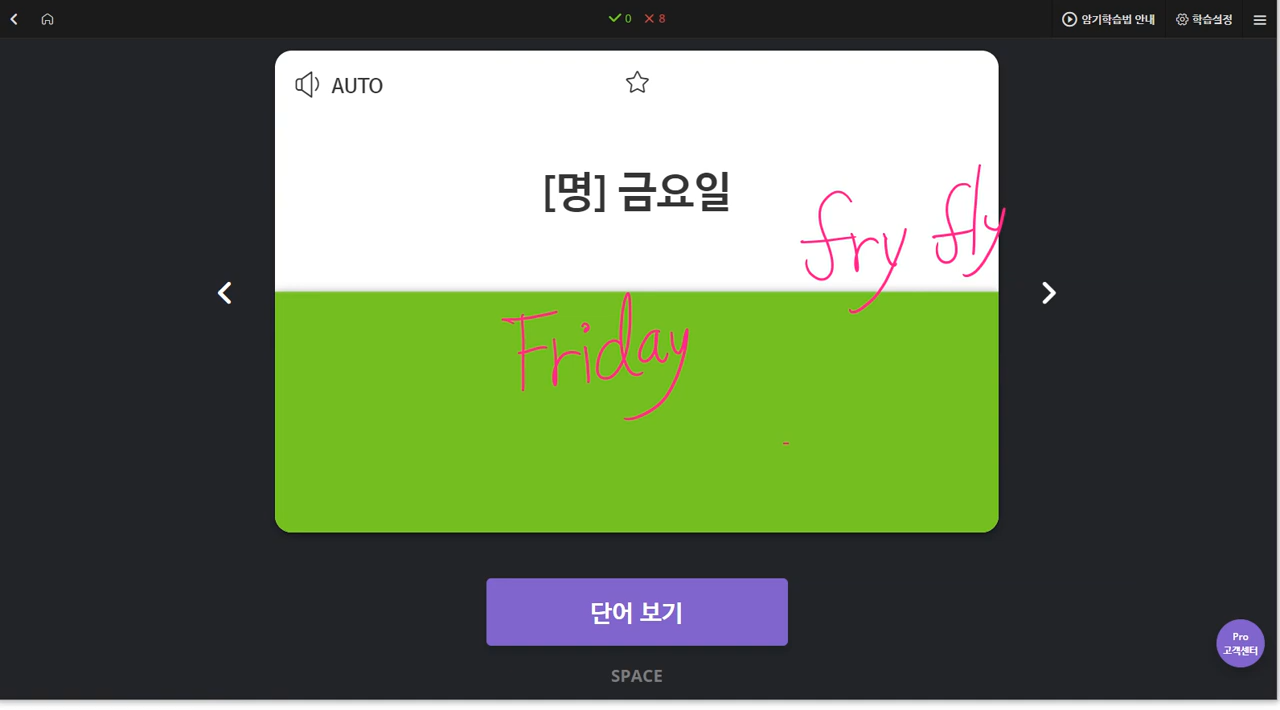 0 8 암기학습법 안내 학습설정
AUTO
[명] 금요일
fry fly
Friday
단어 보기
SPACE
Pro
고객센터